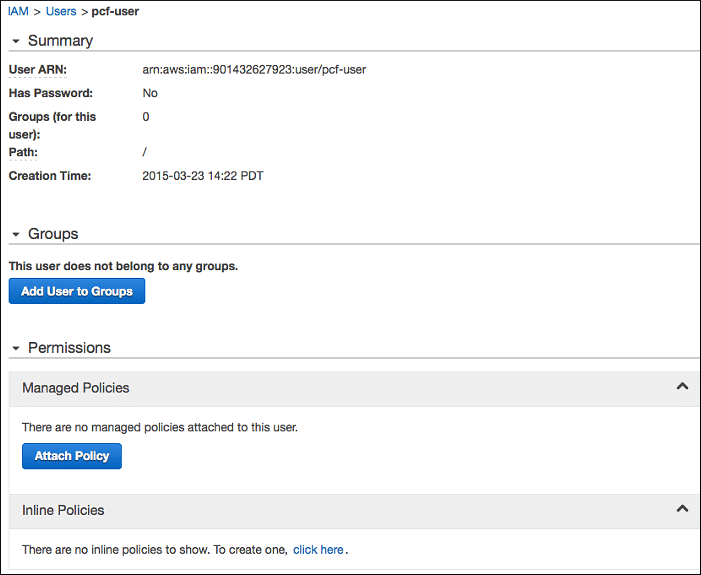 IAM > Users > pcf-user
Summary
User ARN: arn:aws:iam::901432627923:user/pcf-user
Has Password: No
Groups (for this user): 0
Path: /
Creation Time: 2015-03-23 14:22 PDT
Groups
This user does not belong to any groups.
Add User to Groups
Permissions
Managed Policies
There are no managed policies attached to this user.
Attach Policy
Inline Policies
There are no inline policies to show. To create one, click here.